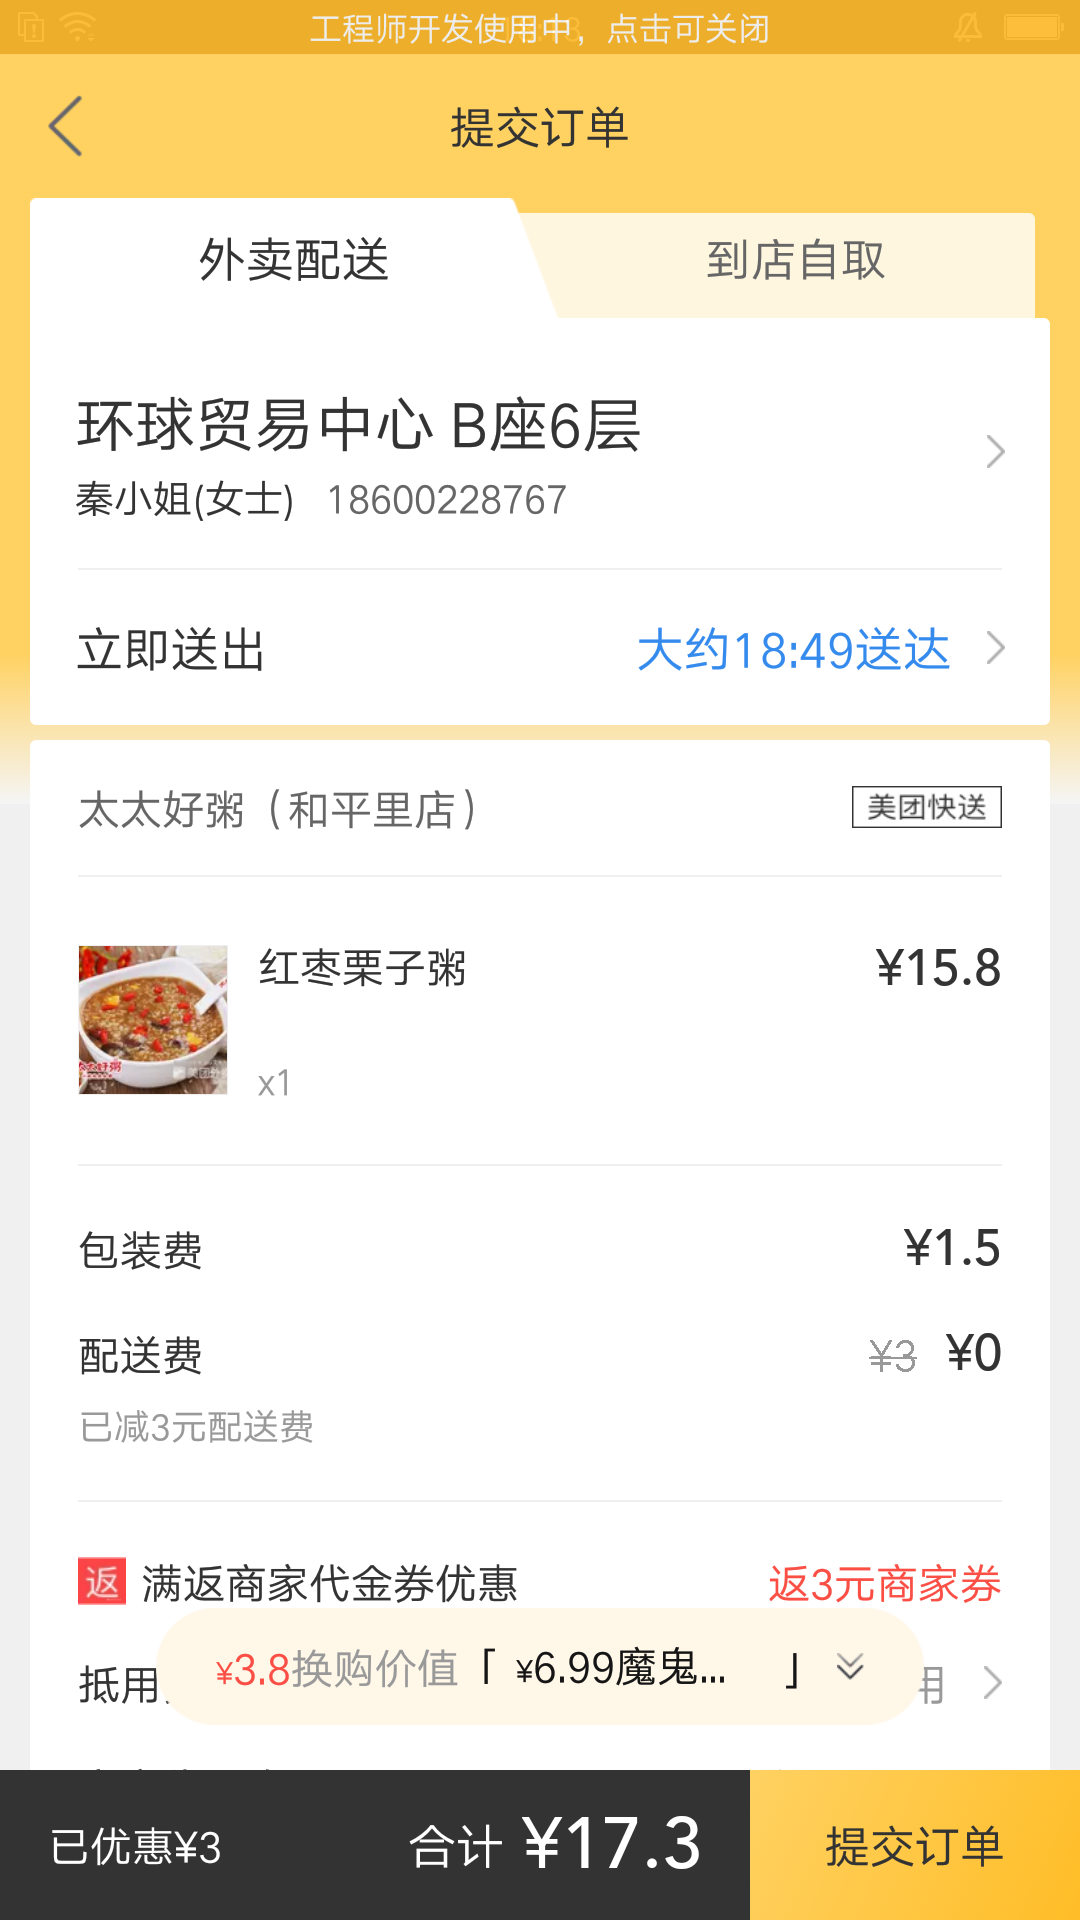 工程师开发使用中，点击可关闭
提交订单
外卖配送
到店自取
环球贸易中心 B座6层
秦小姐(女士) 18600228767
立即送出 大约18:49送达
太太好粥（和平里店） 美团快送
红枣栗子粥 ¥15.8
x1
包装费 ¥1.5
配送费 ¥3 ¥0
已减3元配送费
返 满返商家代金券优惠 返3元商家券
抵用 用
¥3.8换购价值「 ¥6.99魔鬼... 」
已优惠¥3 合计 ¥17.3 提交订单